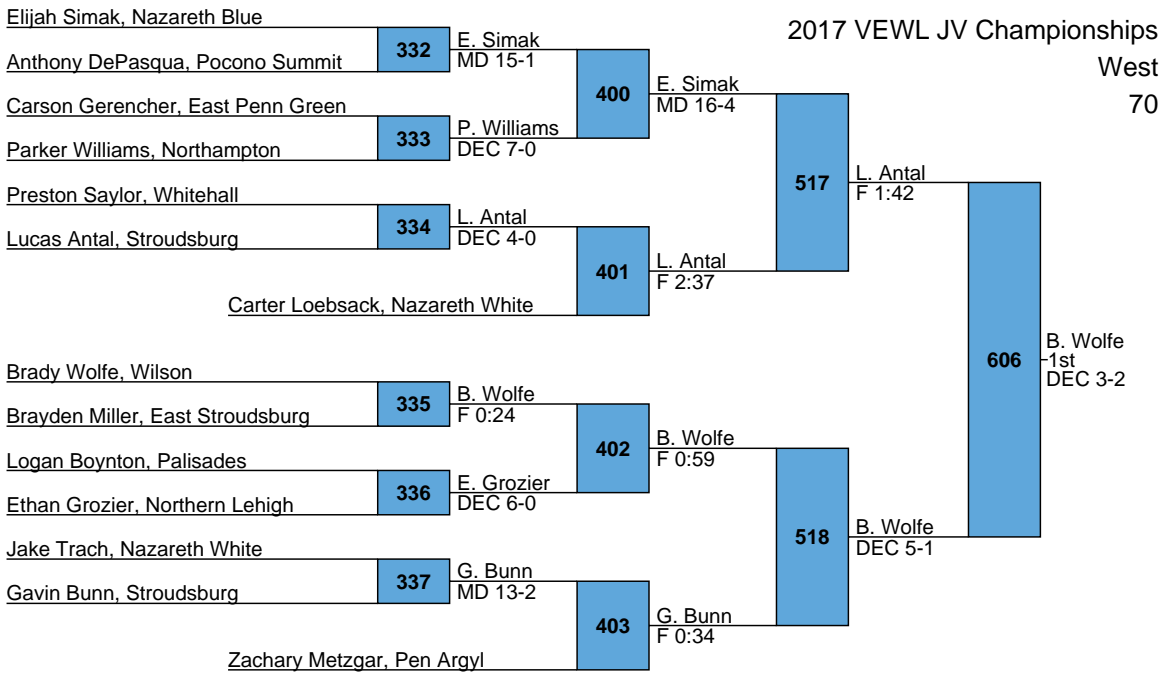 2017 VEWL JV Championships
West
70
Elijah Simak, Nazareth Blue
332
Anthony DePasqua, Pocono Summit
E. Simak
MD 15-1
Carson Gerencher, East Penn Green
333
Parker Williams, Northampton
P. Williams
DEC 7-0
400
E. Simak
MD 16-4
Preston Saylor, Whitehall
334
Lucas Antal, Stroudsburg
L. Antal
DEC 4-0
Carter Loebsack, Nazareth White
401
L. Antal
F 2:37
517
L. Antal
F 1:42
Brady Wolfe, Wilson
335
Brayden Miller, East Stroudsburg
B. Wolfe
F 0:24
Logan Boynton, Palisades
336
Ethan Grozier, Northern Lehigh
E. Grozier
DEC 6-0
402
B. Wolfe
F 0:59
Jake Trach, Nazareth White
337
Gavin Bunn, Stroudsburg
G. Bunn
MD 13-2
Zachary Metzgar, Pen Argyl
403
G. Bunn
F 0:34
518
B. Wolfe
DEC 5-1
606
B. Wolfe
1st
DEC 3-2